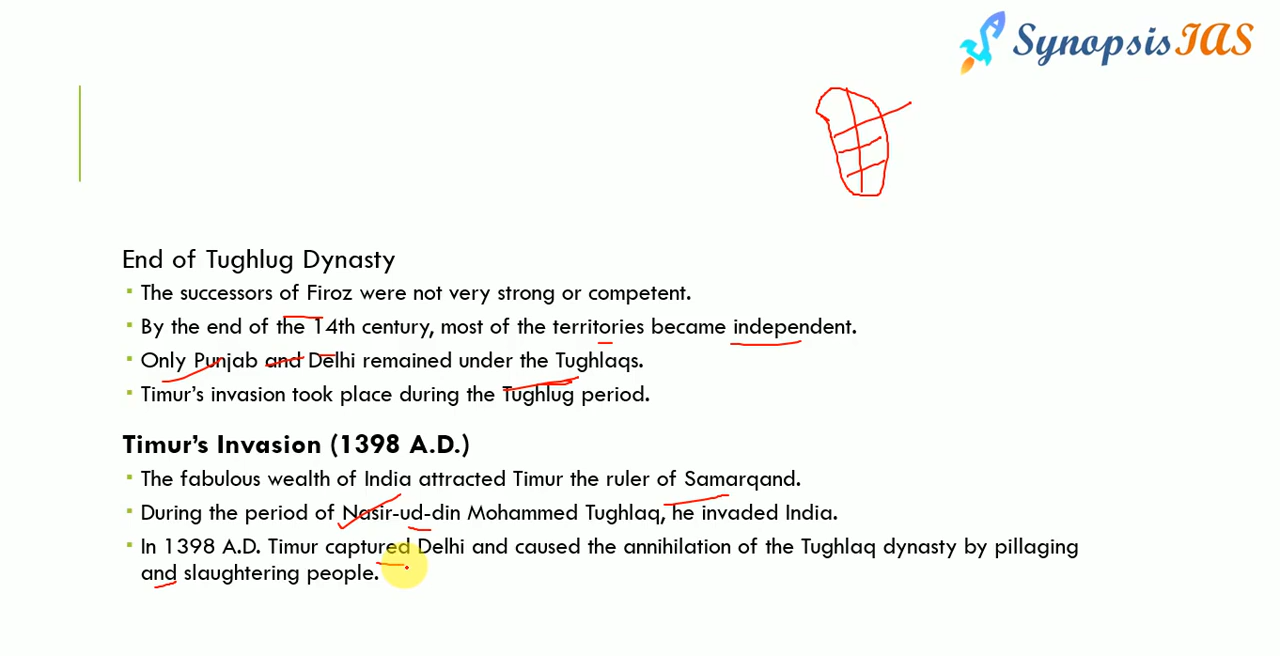 SynopsisIAS
End of Tughlug Dynasty
▪ The successors of Firoz were not very strong or competent.
▪ By the end of the 14th century, most of the territories became independent.
▪ Only Punjab and Delhi remained under the Tughlaqs.
▪ Timur’s invasion took place during the Tughlug period.
Timur’s Invasion (1398 A.D.)
▪ The fabulous wealth of India attracted Timur the ruler of Samarqand.
▪ During the period of Nasir-ud-din Mohammed Tughlaq, he invaded India.
▪ In 1398 A.D. Timur captured Delhi and caused the annihilation of the Tughlaq dynasty by pillaging
and slaughtering people.